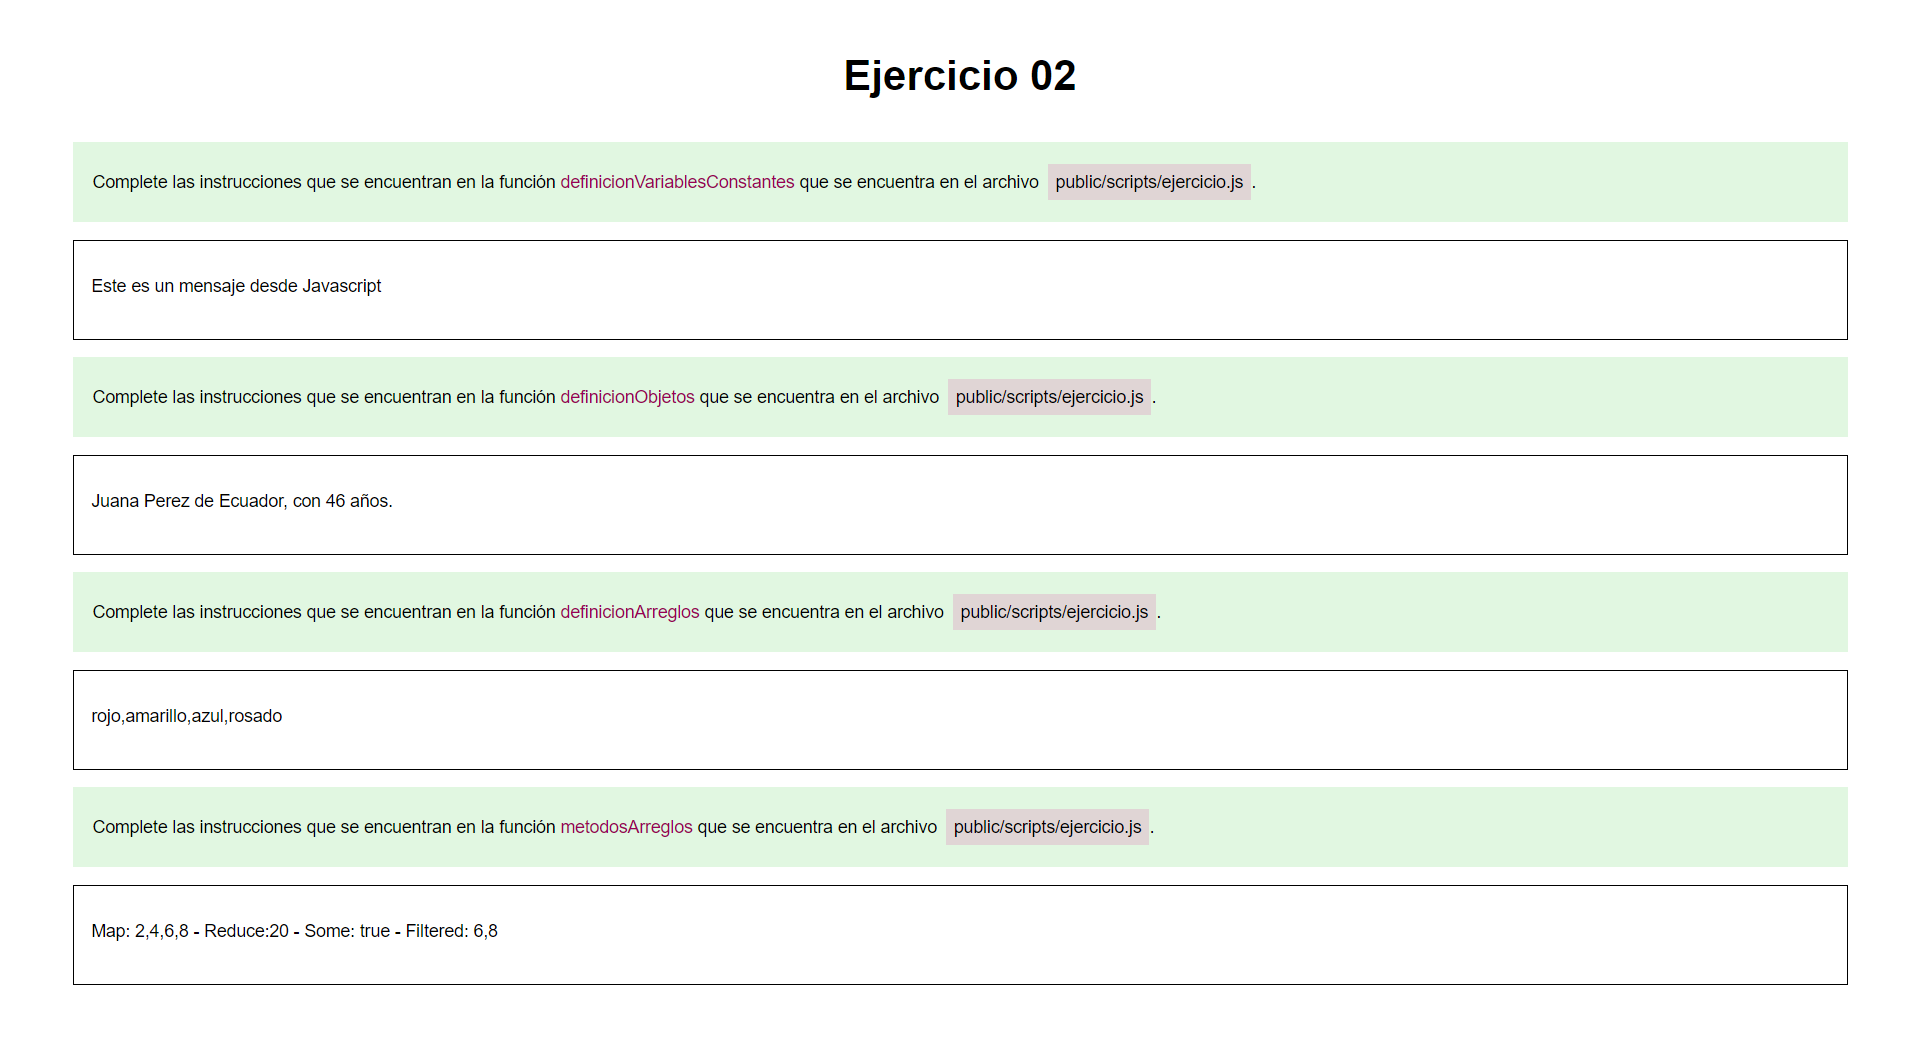 Ejercicio 02
Complete las instrucciones que se encuentran en la función definicionVariablesConstantes que se encuentra en el archivo public/scripts/ejercicio.js.
Este es un mensaje desde Javascript
Complete las instrucciones que se encuentran en la función definicionObjetos que se encuentra en el archivo public/scripts/ejercicio.js.
Juana Perez de Ecuador, con 46 años.
Complete las instrucciones que se encuentran en la función definicionArreglos que se encuentra en el archivo public/scripts/ejercicio.js.
rojo,amarillo,azul,rosado
Complete las instrucciones que se encuentran en la función metodosArreglos que se encuentra en el archivo public/scripts/ejercicio.js.
Map: 2,4,6,8 - Reduce:20 - Some: true - Filtered: 6,8